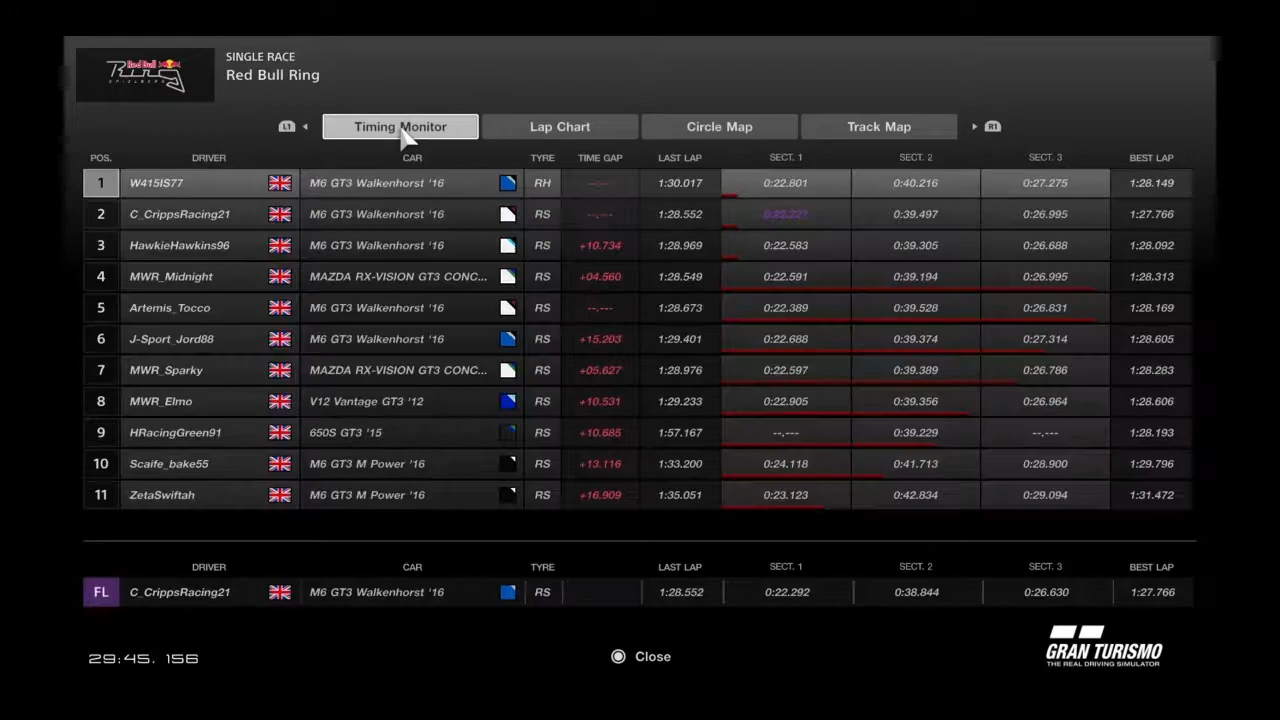 Red Bull
Ring
SPIELBERG
SINGLE RACE
Red Bull Ring
L1 Timing Monitor Lap Chart Circle Map Track Map R1
POS. DRIVER CAR TYRE TIME GAP LAST LAP SECT. 1 SECT. 2 SECT. 3 BEST LAP
1 W415IS77 M6 GT3 Walkenhorst '16 RH --.--- 1:30.017 0:22.801 0:40.216 0:27.275 1:28.149
2 C_CrippsRacing21 M6 GT3 Walkenhorst '16 RS --.--- 1:28.552 0:22.227 0:39.497 0:26.995 1:27.766
3 HawkieHawkins96 M6 GT3 Walkenhorst '16 RS +10.734 1:28.969 0:22.583 0:39.305 0:26.688 1:28.092
4 MWR_Midnight MAZDA RX-VISION GT3 CONC... RS +04.560 1:28.549 0:22.591 0:39.194 0:26.995 1:28.313
5 Artemis_Tocco M6 GT3 Walkenhorst '16 RS --.--- 1:28.673 0:22.389 0:39.528 0:26.831 1:28.169
6 J-Sport_Jord88 M6 GT3 Walkenhorst '16 RS +15.203 1:29.401 0:22.688 0:39.374 0:27.314 1:28.605
7 MWR_Sparky MAZDA RX-VISION GT3 CONC... RS +05.627 1:28.976 0:22.597 0:39.389 0:26.786 1:28.283
8 MWR_Elmo V12 Vantage GT3 '12 RS +10.531 1:29.233 0:22.905 0:39.356 0:26.964 1:28.606
9 HRacingGreen91 650S GT3 '15 RS +10.685 1:57.167 --.--- 0:39.229 --.--- 1:28.193
10 Scaife_bake55 M6 GT3 M Power '16 RS +13.116 1:33.200 0:24.118 0:41.713 0:28.900 1:29.796
11 ZetaSwiftah M6 GT3 M Power '16 RS +16.909 1:35.051 0:23.123 0:42.834 0:29.094 1:31.472
DRIVER CAR TYRE LAST LAP SECT. 1 SECT. 2 SECT. 3 BEST LAP
FL C_CrippsRacing21 M6 GT3 Walkenhorst '16 RS 1:28.552 0:22.292 0:38.844 0:26.630 1:27.766
29:45. 156
Close
GRAN TURISMO
THE REAL DRIVING SIMULATOR